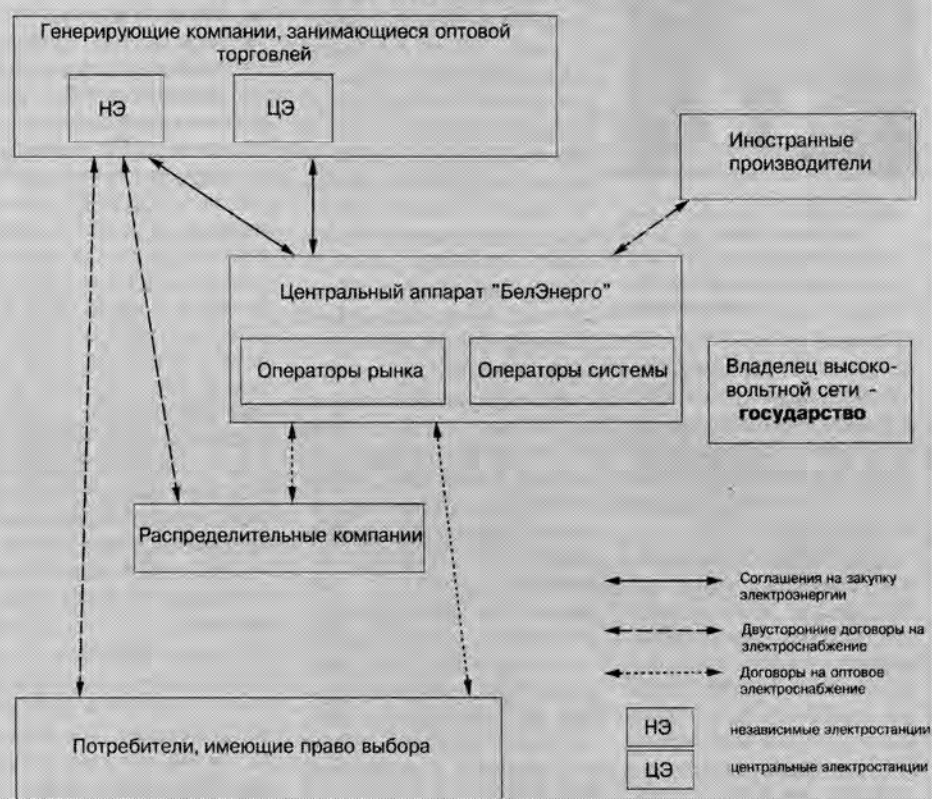 Генерирующие компании, занимающиеся оптовой
торговлей
НЭ
ЦЭ
Иностранные
производители
Центральный аппарат "БелЭнерго"
Операторы рынка
Операторы системы
Владелец высоко-
вольтной сети -
государство
Распределительные компании
Соглашения на закупку
электроэнергии
Двусторонние договоры на
электроснабжение
Договоры на оптовое
электроснабжение
НЭ
независимые электростанции
ЦЭ
центральные электростанции
Потребители, имеющие право выбора